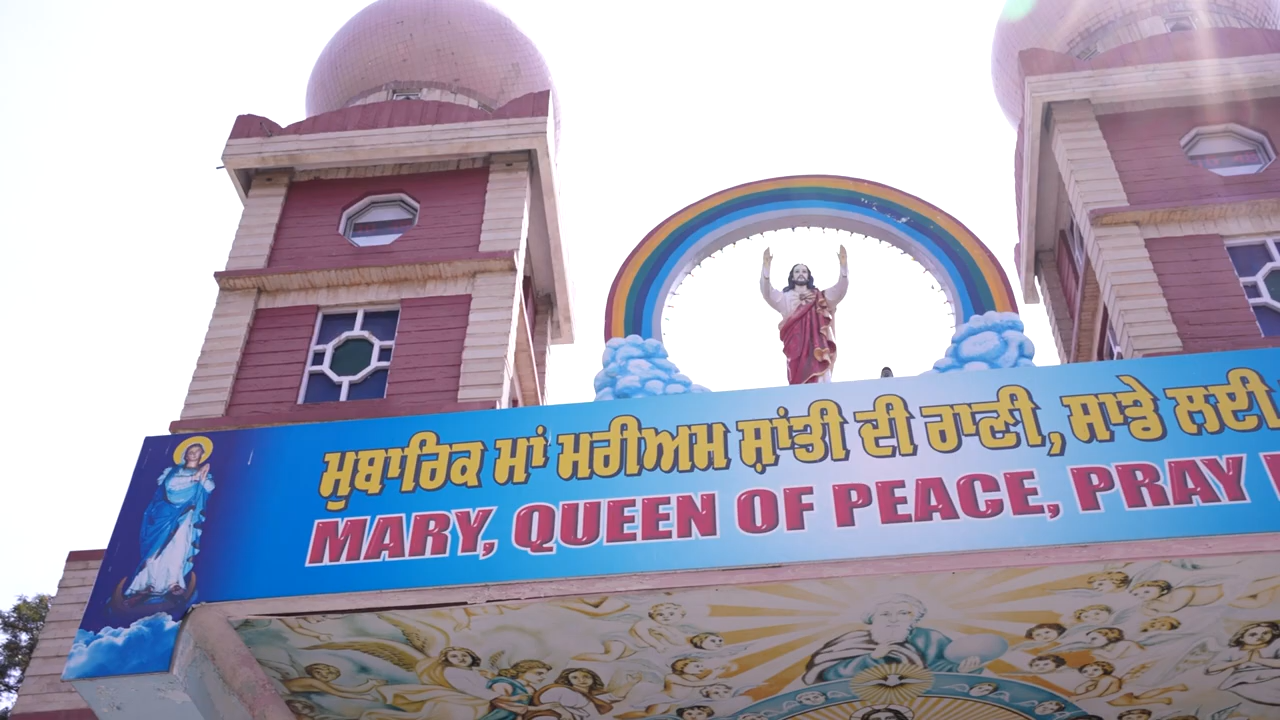 ਮੁਬਾਰਿਕ ਮਾਂ ਮਰੀਅਮ ਸ਼ਾਂਤੀ ਦੀ ਰਾਣੀ, ਸਾਡੇ ਲਈ
MARY, QUEEN OF PEACE, PRAY